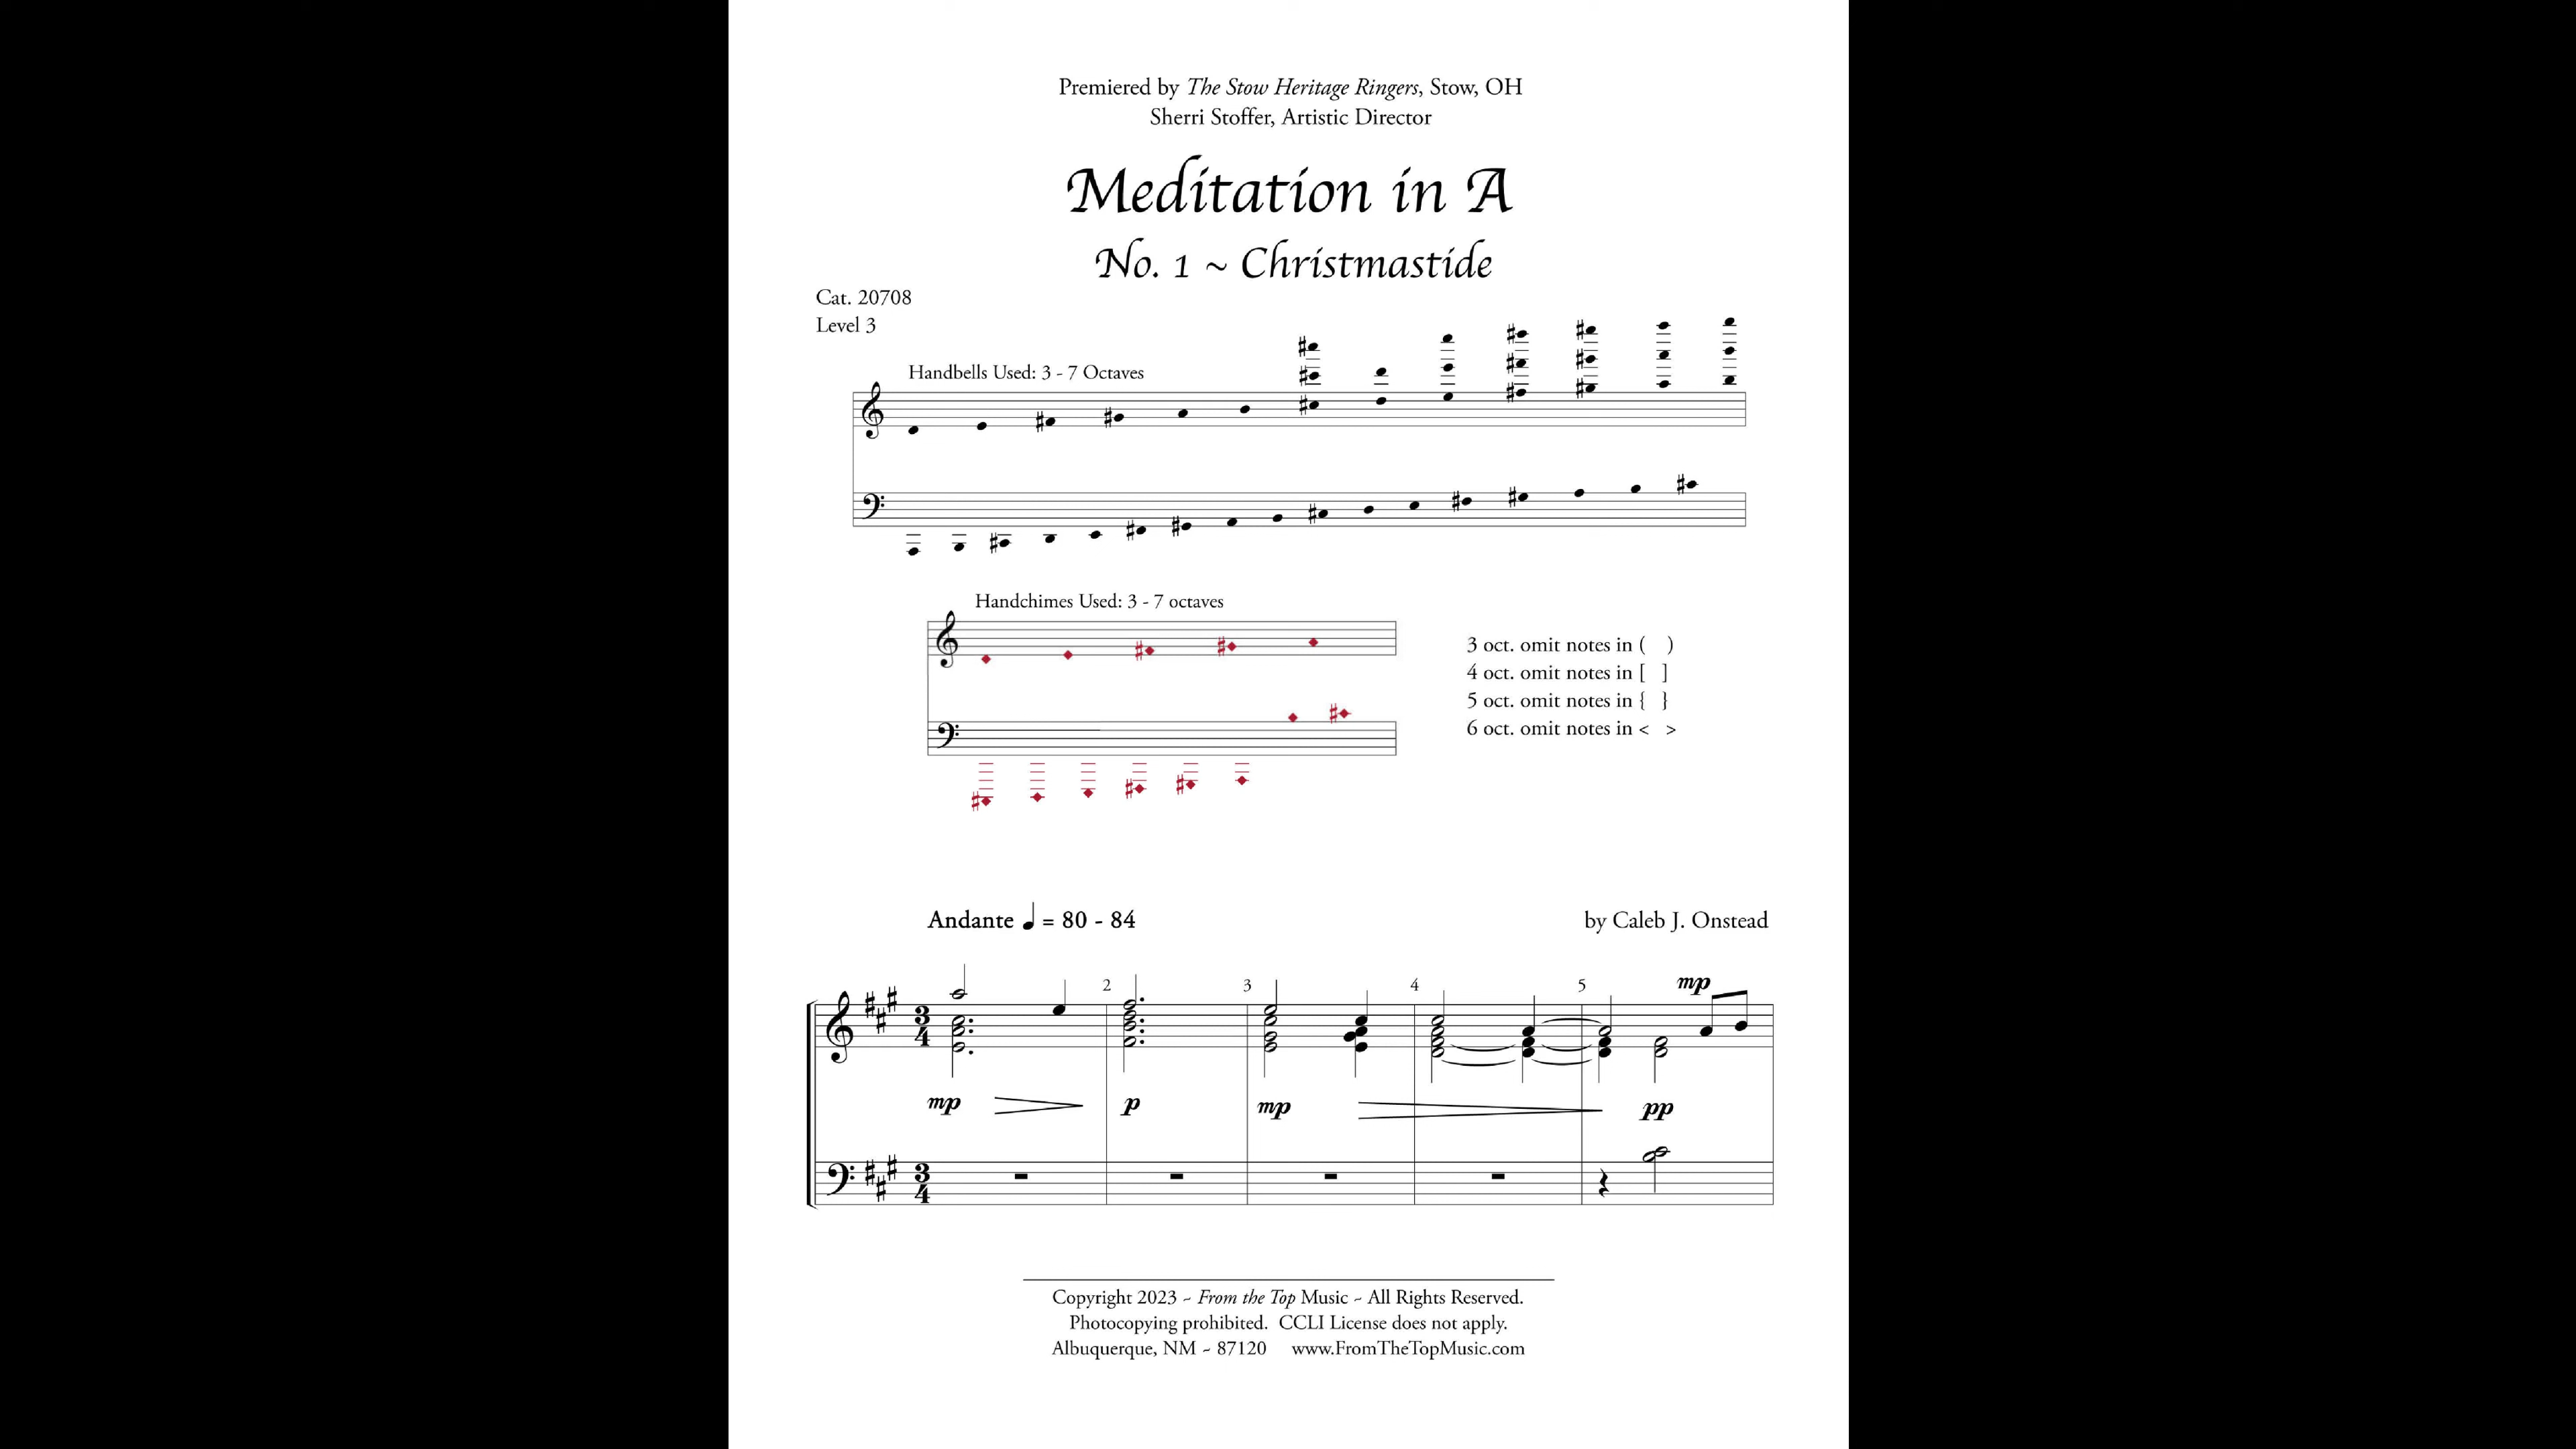 Premiered by The Stow Heritage Ringers, Stow, OH
Sherri Stoffer, Artistic Director
Meditation in A
No. 1 ~ Christmastide
Cat. 20708
Level 3
Handbells Used: 3 - 7 Octaves
Handchimes Used: 3 - 7 octaves
3 oct. omit notes in ( )
4 oct. omit notes in [ ]
5 oct. omit notes in { }
6 oct. omit notes in < >
Andante ♩ = 80 - 84
by Caleb J. Onstead
2 3 4 5 mp
3 4
mp p mp pp
3 4
Copyright 2023 ~ From the Top Music ~ All Rights Reserved.
Photocopying prohibited. CCLI License does not apply.
Albuquerque, NM ~ 87120 www.FromTheTopMusic.com